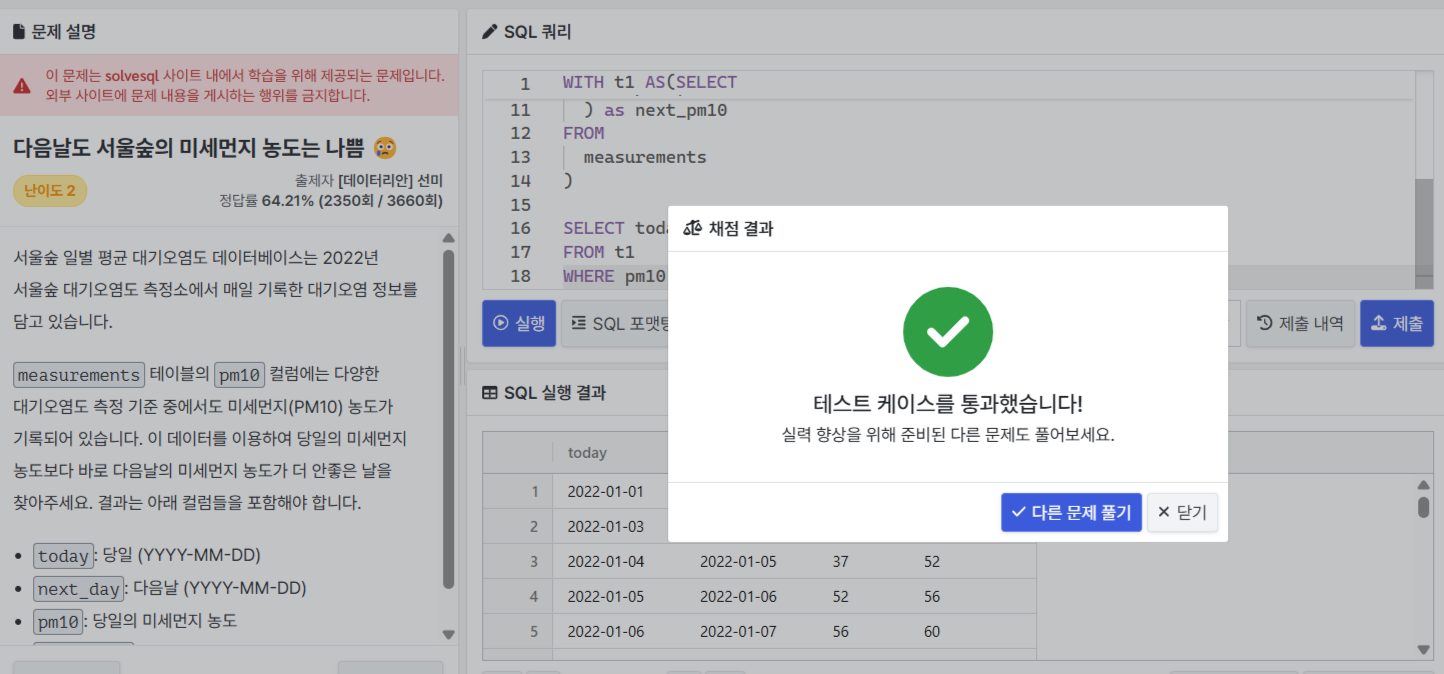 문제 설명
이 문제는 solvesql 사이트 내에서 학습을 위해 제공되는 문제입니다.
외부 사이트에 문제 내용을 게시하는 행위를 금지합니다.
다음날도 서울숲의 미세먼지 농도는 나쁨 😨
난이도 2
출제자 [데이터리안] 선미
정답률 64.21% (2350회 / 3660회)
서울숲 일별 평균 대기오염도 데이터베이스는 2022년
서울숲 대기오염도 측정소에서 매일 기록한 대기오염 정보를
담고 있습니다.
measurements 테이블의 pm10 컬럼에는 다양한
대기오염도 측정 기준 중에서도 미세먼지(PM10) 농도가
기록되어 있습니다. 이 데이터를 이용하여 당일의 미세먼지
농도보다 바로 다음날의 미세먼지 농도가 더 안좋은 날을
찾아주세요. 결과는 아래 컬럼들을 포함해야 합니다.
• today: 당일 (YYYY-MM-DD)
• next_day: 다음날 (YYYY-MM-DD)
• pm10: 당일의 미세먼지 농도
SQL 쿼리
1 WITH t1 AS(SELECT
11 ) as next_pm10
12 FROM
13 measurements
14 )
15
16 SELECT
17 FROM t1
18 WHERE pm10
실행
SQL 포맷팅
제출 내역
제출
SQL 실행 결과
today
1 2022-01-01
2 2022-01-03
3 2022-01-04 2022-01-05 37 52
4 2022-01-05 2022-01-06 52 56
5 2022-01-06 2022-01-07 56 60
채점 결과
테스트 케이스를 통과했습니다!
실력 향상을 위해 준비된 다른 문제도 풀어보세요.
다른 문제 풀기
닫기